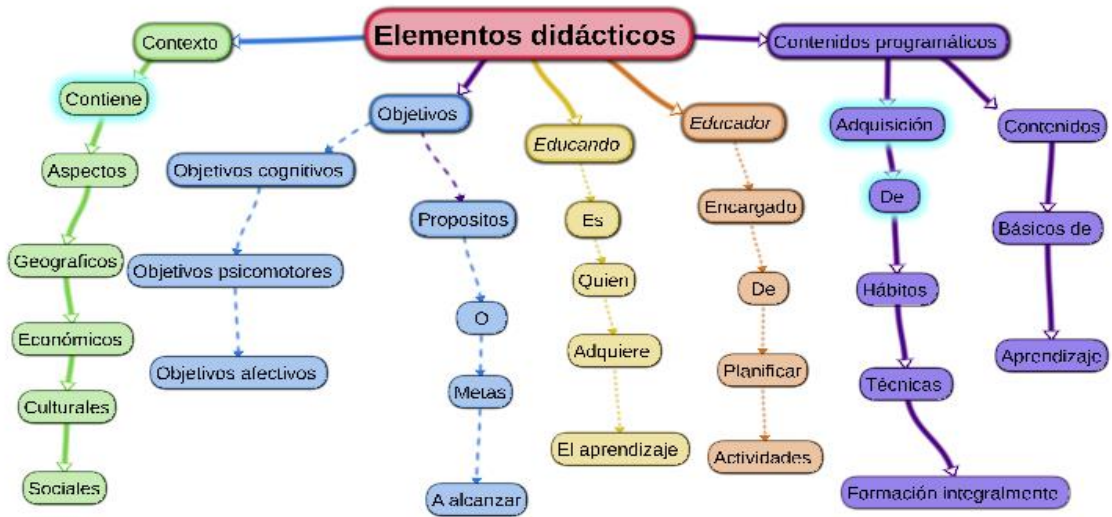 Elementos didácticos
Contexto
Contiene
Aspectos
Geograficos
Económicos
Culturales
Sociales
Objetivos
Objetivos cognitivos
Objetivos psicomotores
Objetivos afectivos
Propositos
O
Metas
A alcanzar
Educando
Es
Quien
Adquiere
El aprendizaje
Educador
Encargado
De
Planificar
Actividades
Contenidos programáticos
Adquisición
De
Hábitos
Técnicas
Formación integralmente
Contenidos
Básicos de
Aprendizaje